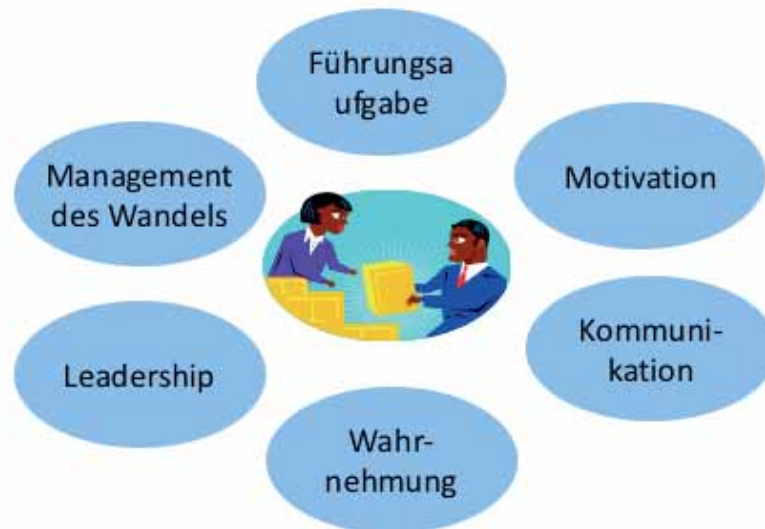 Führungsa
ufgabe
Management
des Wandels
Motivation
Kommuni-
kation
Leadership
Wahr-
nehmung